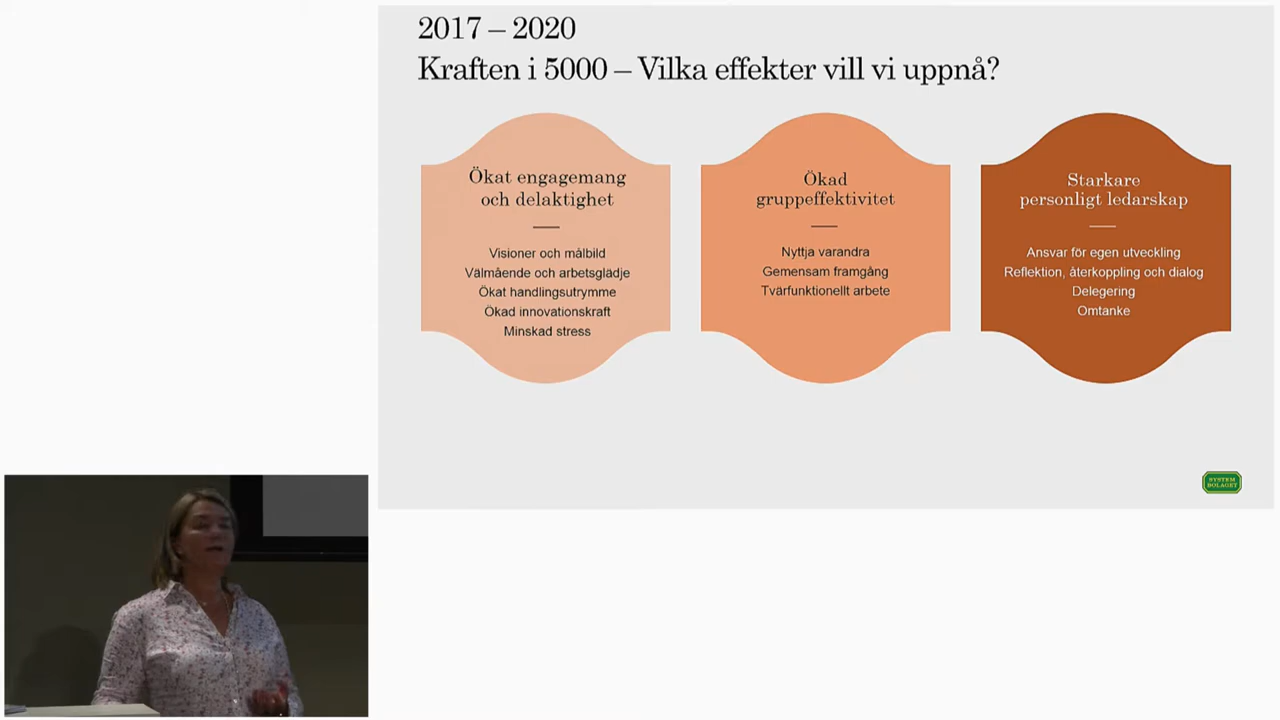 2017 – 2020
Kraften i 5000 – Vilka effekter vill vi uppnå?
Ökat engagemang
och delaktighet
Visioner och målbild
Välmående och arbetsglädje
Ökat handlingsutrymme
Ökad innovationskraft
Minskad stress
Ökad
gruppeffektivitet
Nyttja varandra
Gemensam framgång
Tvärfunktionellt arbete
Starkare
personligt ledarskap
Ansvar för egen utveckling
Reflektion, återkoppling och dialog
Delegering
Omtanke
SYSTEM
BOLAGET